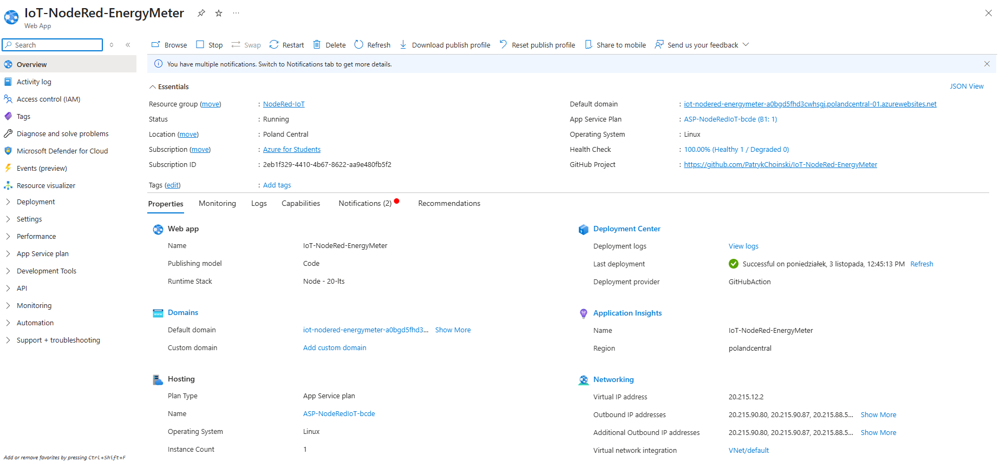 IoT-NodeRed-EnergyMeter
Web App
Search
Browse Stop Swap Restart Delete Refresh Download publish profile Reset publish profile Share to mobile Send us your feedback
Overview
Activity log
Access control (IAM)
Tags
Diagnose and solve problems
Microsoft Defender for Cloud
Events (preview)
Resource visualizer
Deployment
Settings
Performance
App Service plan
Development Tools
API
Monitoring
Automation
Support + troubleshooting
Add or remove favorites by pressing Ctrl+Shift+F
You have multiple notifications. Switch to Notifications tab to get more details.
Essentials
JSON View
Resource group (move) : NodeRed-IoT
Status : Running
Location (move) : Poland Central
Subscription (move) : Azure for Students
Subscription ID : 2eb1f329-4410-4b67-8622-aa9e480fb5f2
Default domain : iot-nodered-energymeter-a0bgd5fhd3cwhsgj.polandcentral-01.azurewebsites.net
App Service Plan : ASP-NodeRedIoT-bcde (B1: 1)
Operating System : Linux
Health Check : 100.00% (Healthy 1 / Degraded 0)
GitHub Project : https://github.com/PatrykChoinski/IoT-NodeRed-EnergyMeter
Tags (edit) : Add tags
Properties Monitoring Logs Capabilities Notifications (2) Recommendations
Web app
Name IoT-NodeRed-EnergyMeter
Publishing model Code
Runtime Stack Node - 20-lts
Domains
Default domain iot-nodered-energymeter-a0bgd5fhd3... Show More
Custom domain Add custom domain
Hosting
Plan Type App Service plan
Name ASP-NodeRedIoT-bcde
Operating System Linux
Instance Count 1
Deployment Center
Deployment logs View logs
Last deployment Successful on poniedziałek, 3 listopada, 12:45:13 PM Refresh
Deployment provider GitHubAction
Application Insights
Name IoT-NodeRed-EnergyMeter
Region polandcentral
Networking
Virtual IP address 20.215.12.2
Outbound IP addresses 20.215.90.80, 20.215.90.87, 20.215.88.5... Show More
Additional Outbound IP addresses 20.215.90.80, 20.215.90.87, 20.215.88.5... Show More
Virtual network integration VNet/default